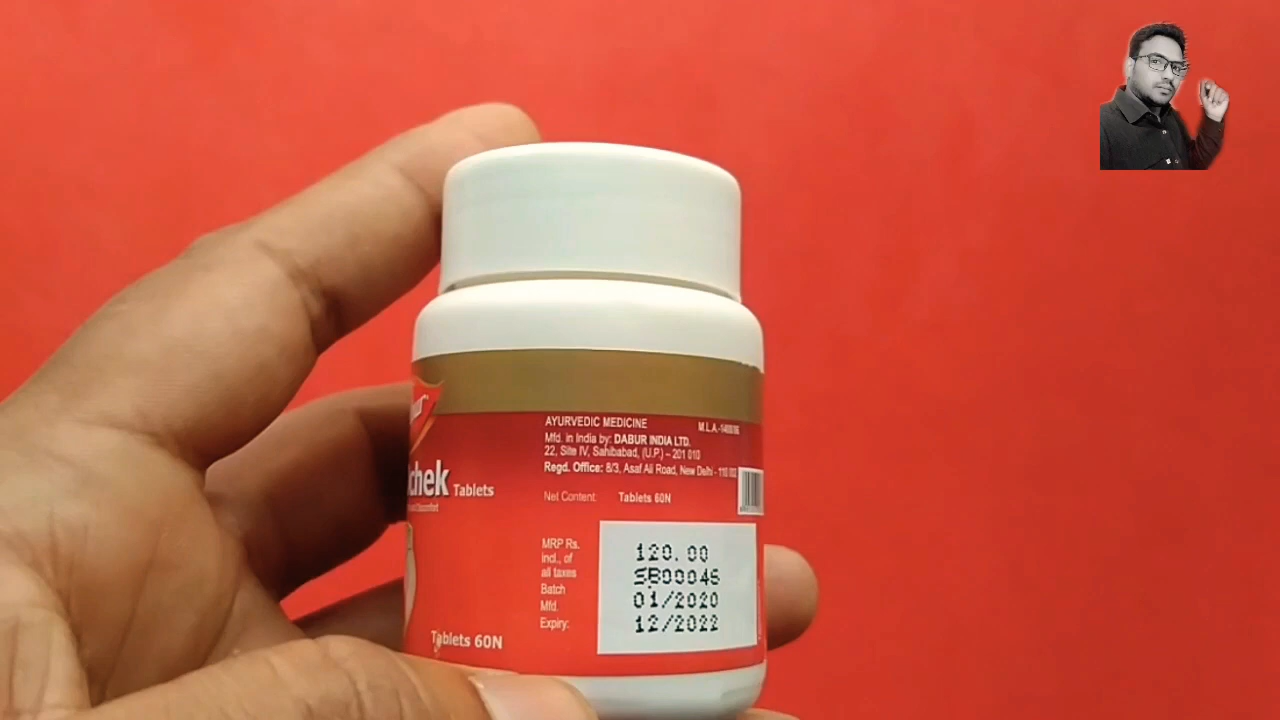 AYURVEDIC MEDICINE
M.L.A.-
Mfd. in India by: DABUR INDIA LTD.
22, Site IV, Sahibabad, (U.P.) – 201 010
Regd. Office: 8/3, Asaf Ali Road, New Delhi - 110 002
chek Tablets
Net Content: Tablets 60N
MRP Rs. 120.00
incl., of
all taxes
Batch SB00046
Mfd. 01/2020
Expiry: 12/2022
Tablets 60N